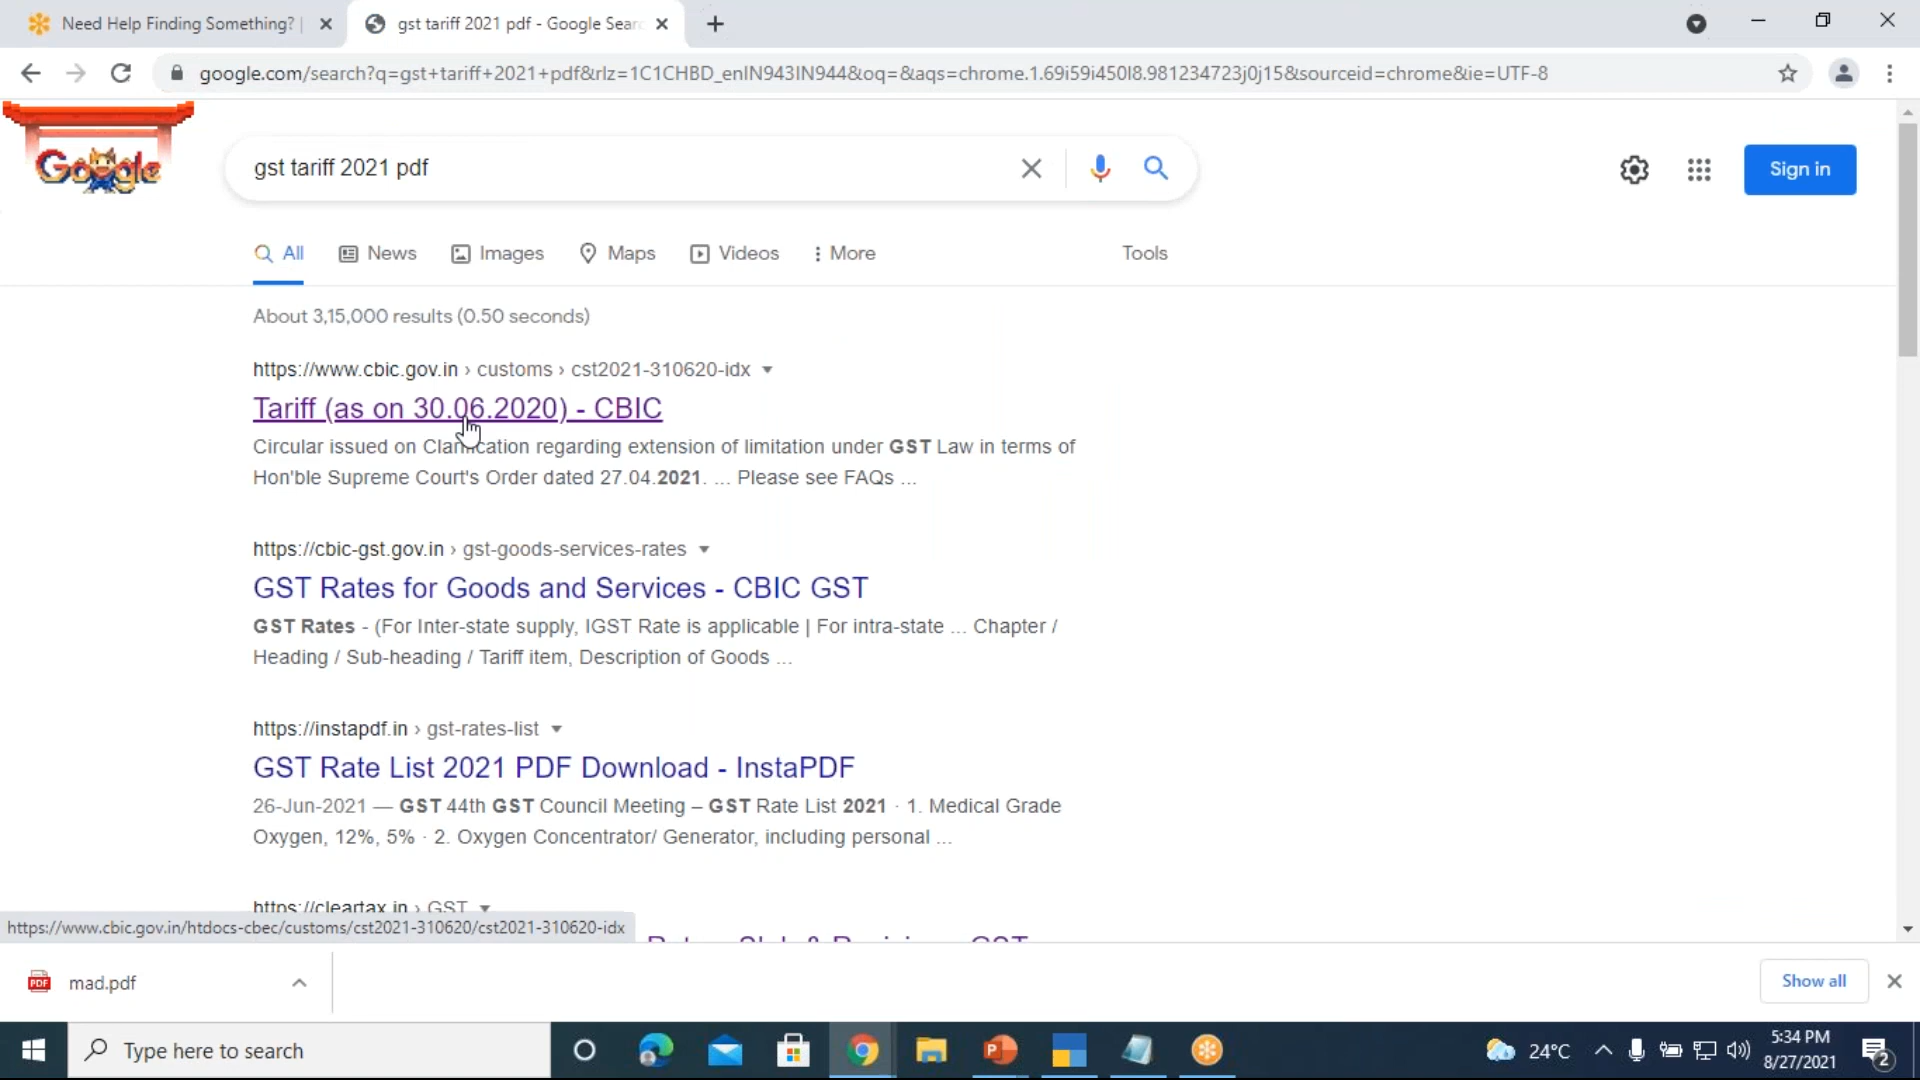 Need Help Finding Something? |
gst tariff 2021 pdf - Google Sear
google.com/search?q=gst+tariff+2021+pdf&rlz=1C1CHBD_enIN943IN944&oq=&aqs=chrome.1.69i59i450l8.981234723j0j15&sourceid=chrome&ie=UTF-8
Google
gst tariff 2021 pdf
Sign in
All News Images Maps Videos More Tools
About 3,15,000 results (0.50 seconds)
https://www.cbic.gov.in › customs › cst2021-310620-idx
Tariff (as on 30.06.2020) - CBIC
Circular issued on Clarification regarding extension of limitation under GST Law in terms of
Hon'ble Supreme Court's Order dated 27.04.2021. ... Please see FAQs ...
https://cbic-gst.gov.in › gst-goods-services-rates
GST Rates for Goods and Services - CBIC GST
GST Rates - (For Inter-state supply, IGST Rate is applicable | For intra-state ... Chapter /
Heading / Sub-heading / Tariff item, Description of Goods ...
https://instapdf.in › gst-rates-list
GST Rate List 2021 PDF Download - InstaPDF
26-Jun-2021 — GST 44th GST Council Meeting – GST Rate List 2021 · 1. Medical Grade
Oxygen, 12%, 5% · 2. Oxygen Concentrator/ Generator, including personal ...
https://cleartax.in › GST
https://www.cbic.gov.in/htdocs-cbec/customs/cst2021-310620/cst2021-310620-idx
mad.pdf
Show all
Type here to search
24°C
5:34 PM
8/27/2021
2